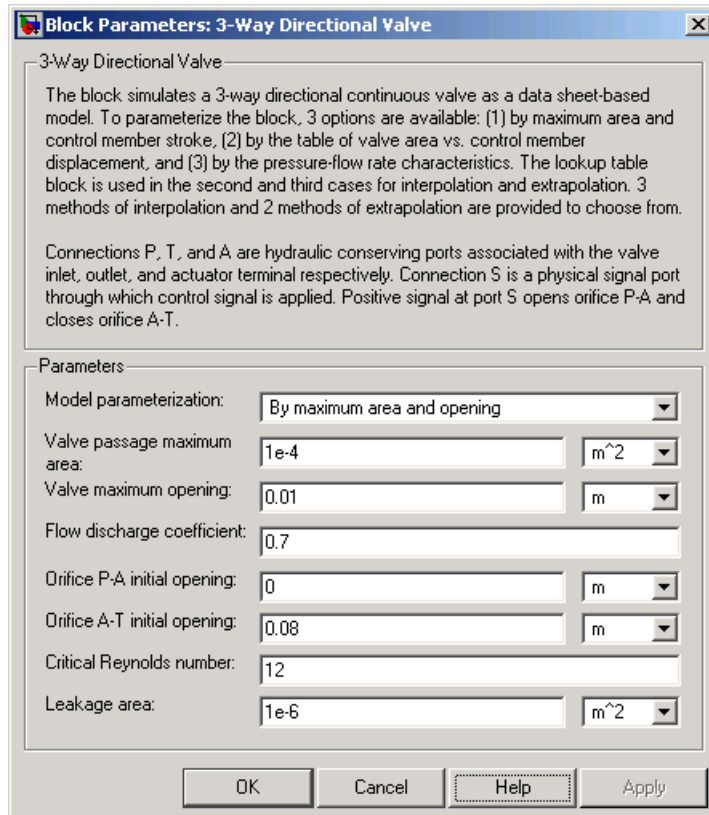 Block Parameters: 3-Way Directional Valve
3-Way Directional Valve
The block simulates a 3-way directional continuous valve as a data sheet-based
model. To parameterize the block, 3 options are available: (1) by maximum area and
control member stroke, (2) by the table of valve area vs. control member
displacement, and (3) by the pressure-flow rate characteristics. The lookup table
block is used in the second and third cases for interpolation and extrapolation. 3
methods of interpolation and 2 methods of extrapolation are provided to choose from.
Connections P, T, and A are hydraulic conserving ports associated with the valve
inlet, outlet, and actuator terminal respectively. Connection S is a physical signal port
through which control signal is applied. Positive signal at port S opens orifice P-A and
closes orifice A-T.
Parameters
Model parameterization: By maximum area and opening
Valve passage maximum
area: 1e-4 m^2
Valve maximum opening: 0.01 m
Flow discharge coefficient: 0.7
Orifice P-A initial opening: 0 m
Orifice A-T initial opening: 0.08 m
Critical Reynolds number: 12
Leakage area: 1e-6 m^2
OK Cancel Help Apply